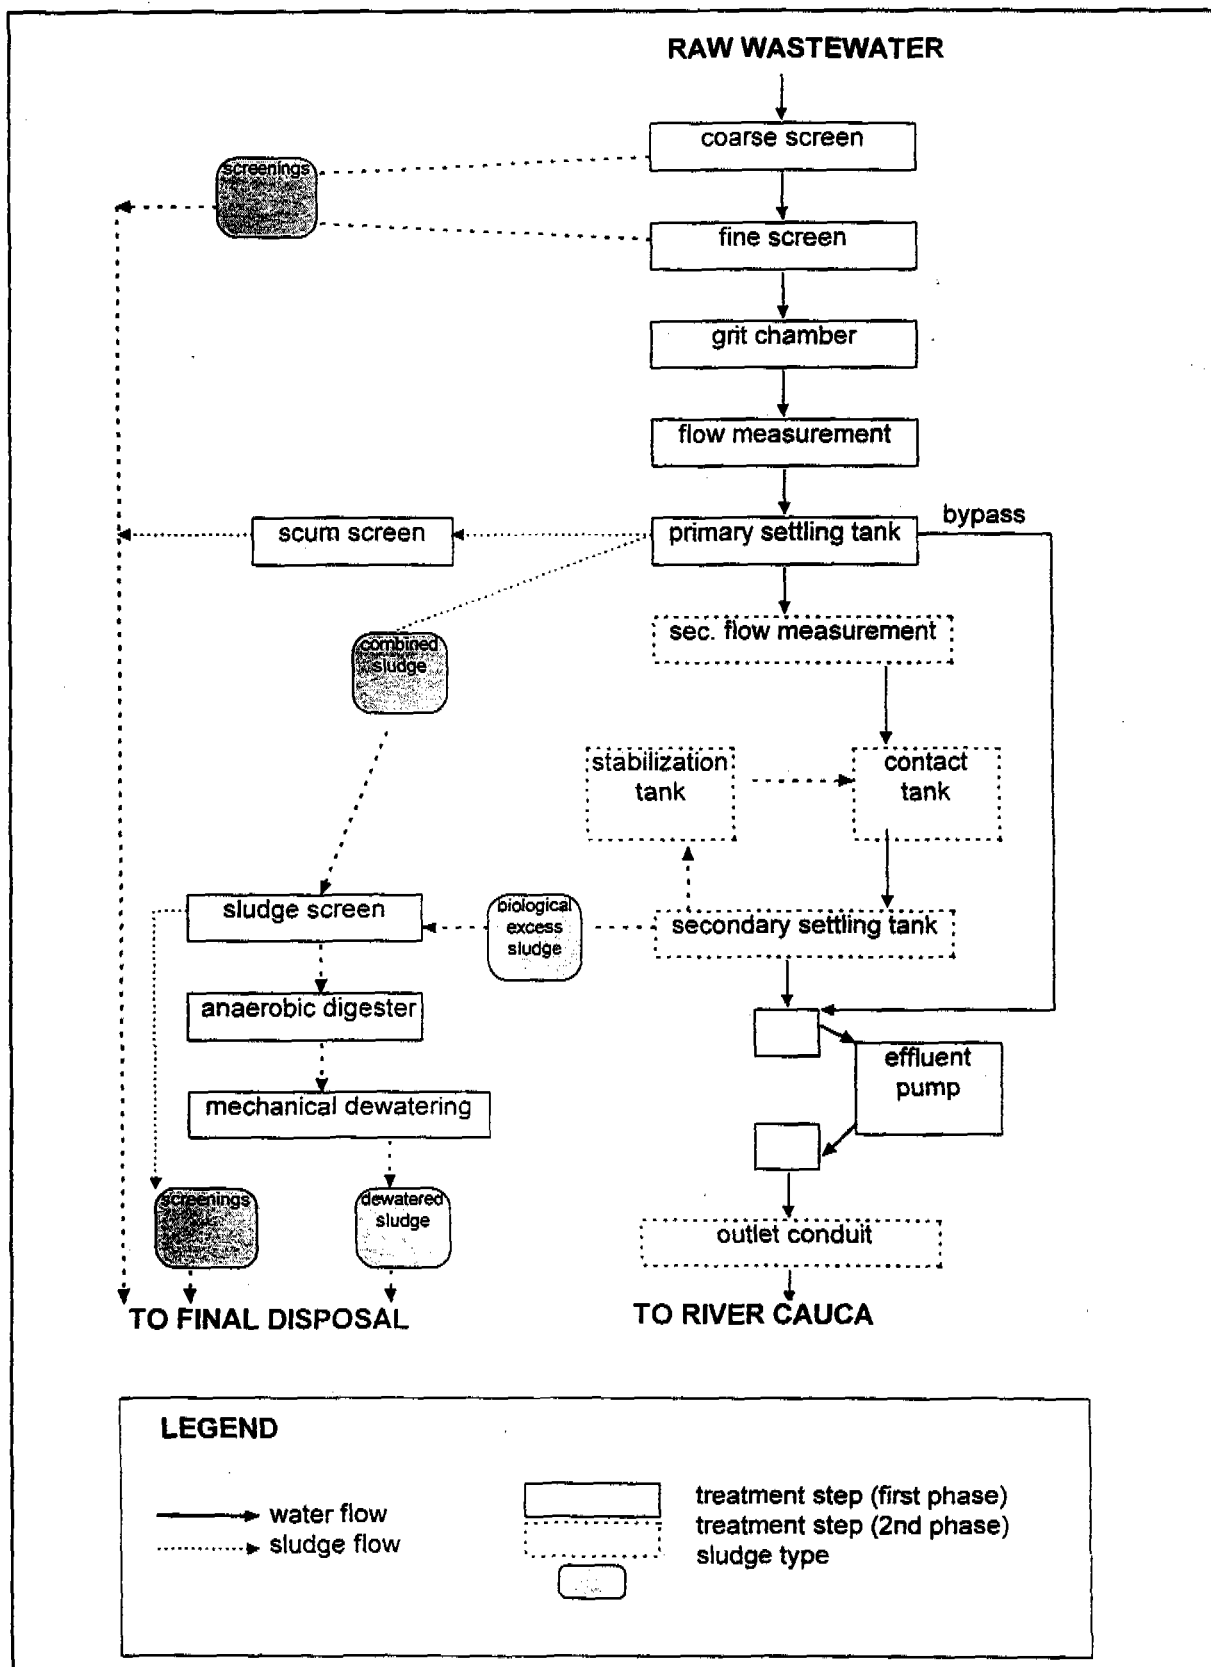 RAW WASTEWATER
coarse screen
screenings
fine screen
grit chamber
flow measurement
bypass
scum screen
primary settling tank
sec. flow measurement
combined
sludge
stabilization
tank
contact
tank
sludge screen
biological
excess
sludge
secondary settling tank
anaerobic digester
effluent
pump
mechanical dewatering
screenings
dewatered
sludge
outlet conduit
TO FINAL DISPOSAL
TO RIVER CAUCA
LEGEND
water flow
sludge flow
treatment step (first phase)
treatment step (2nd phase)
sludge type